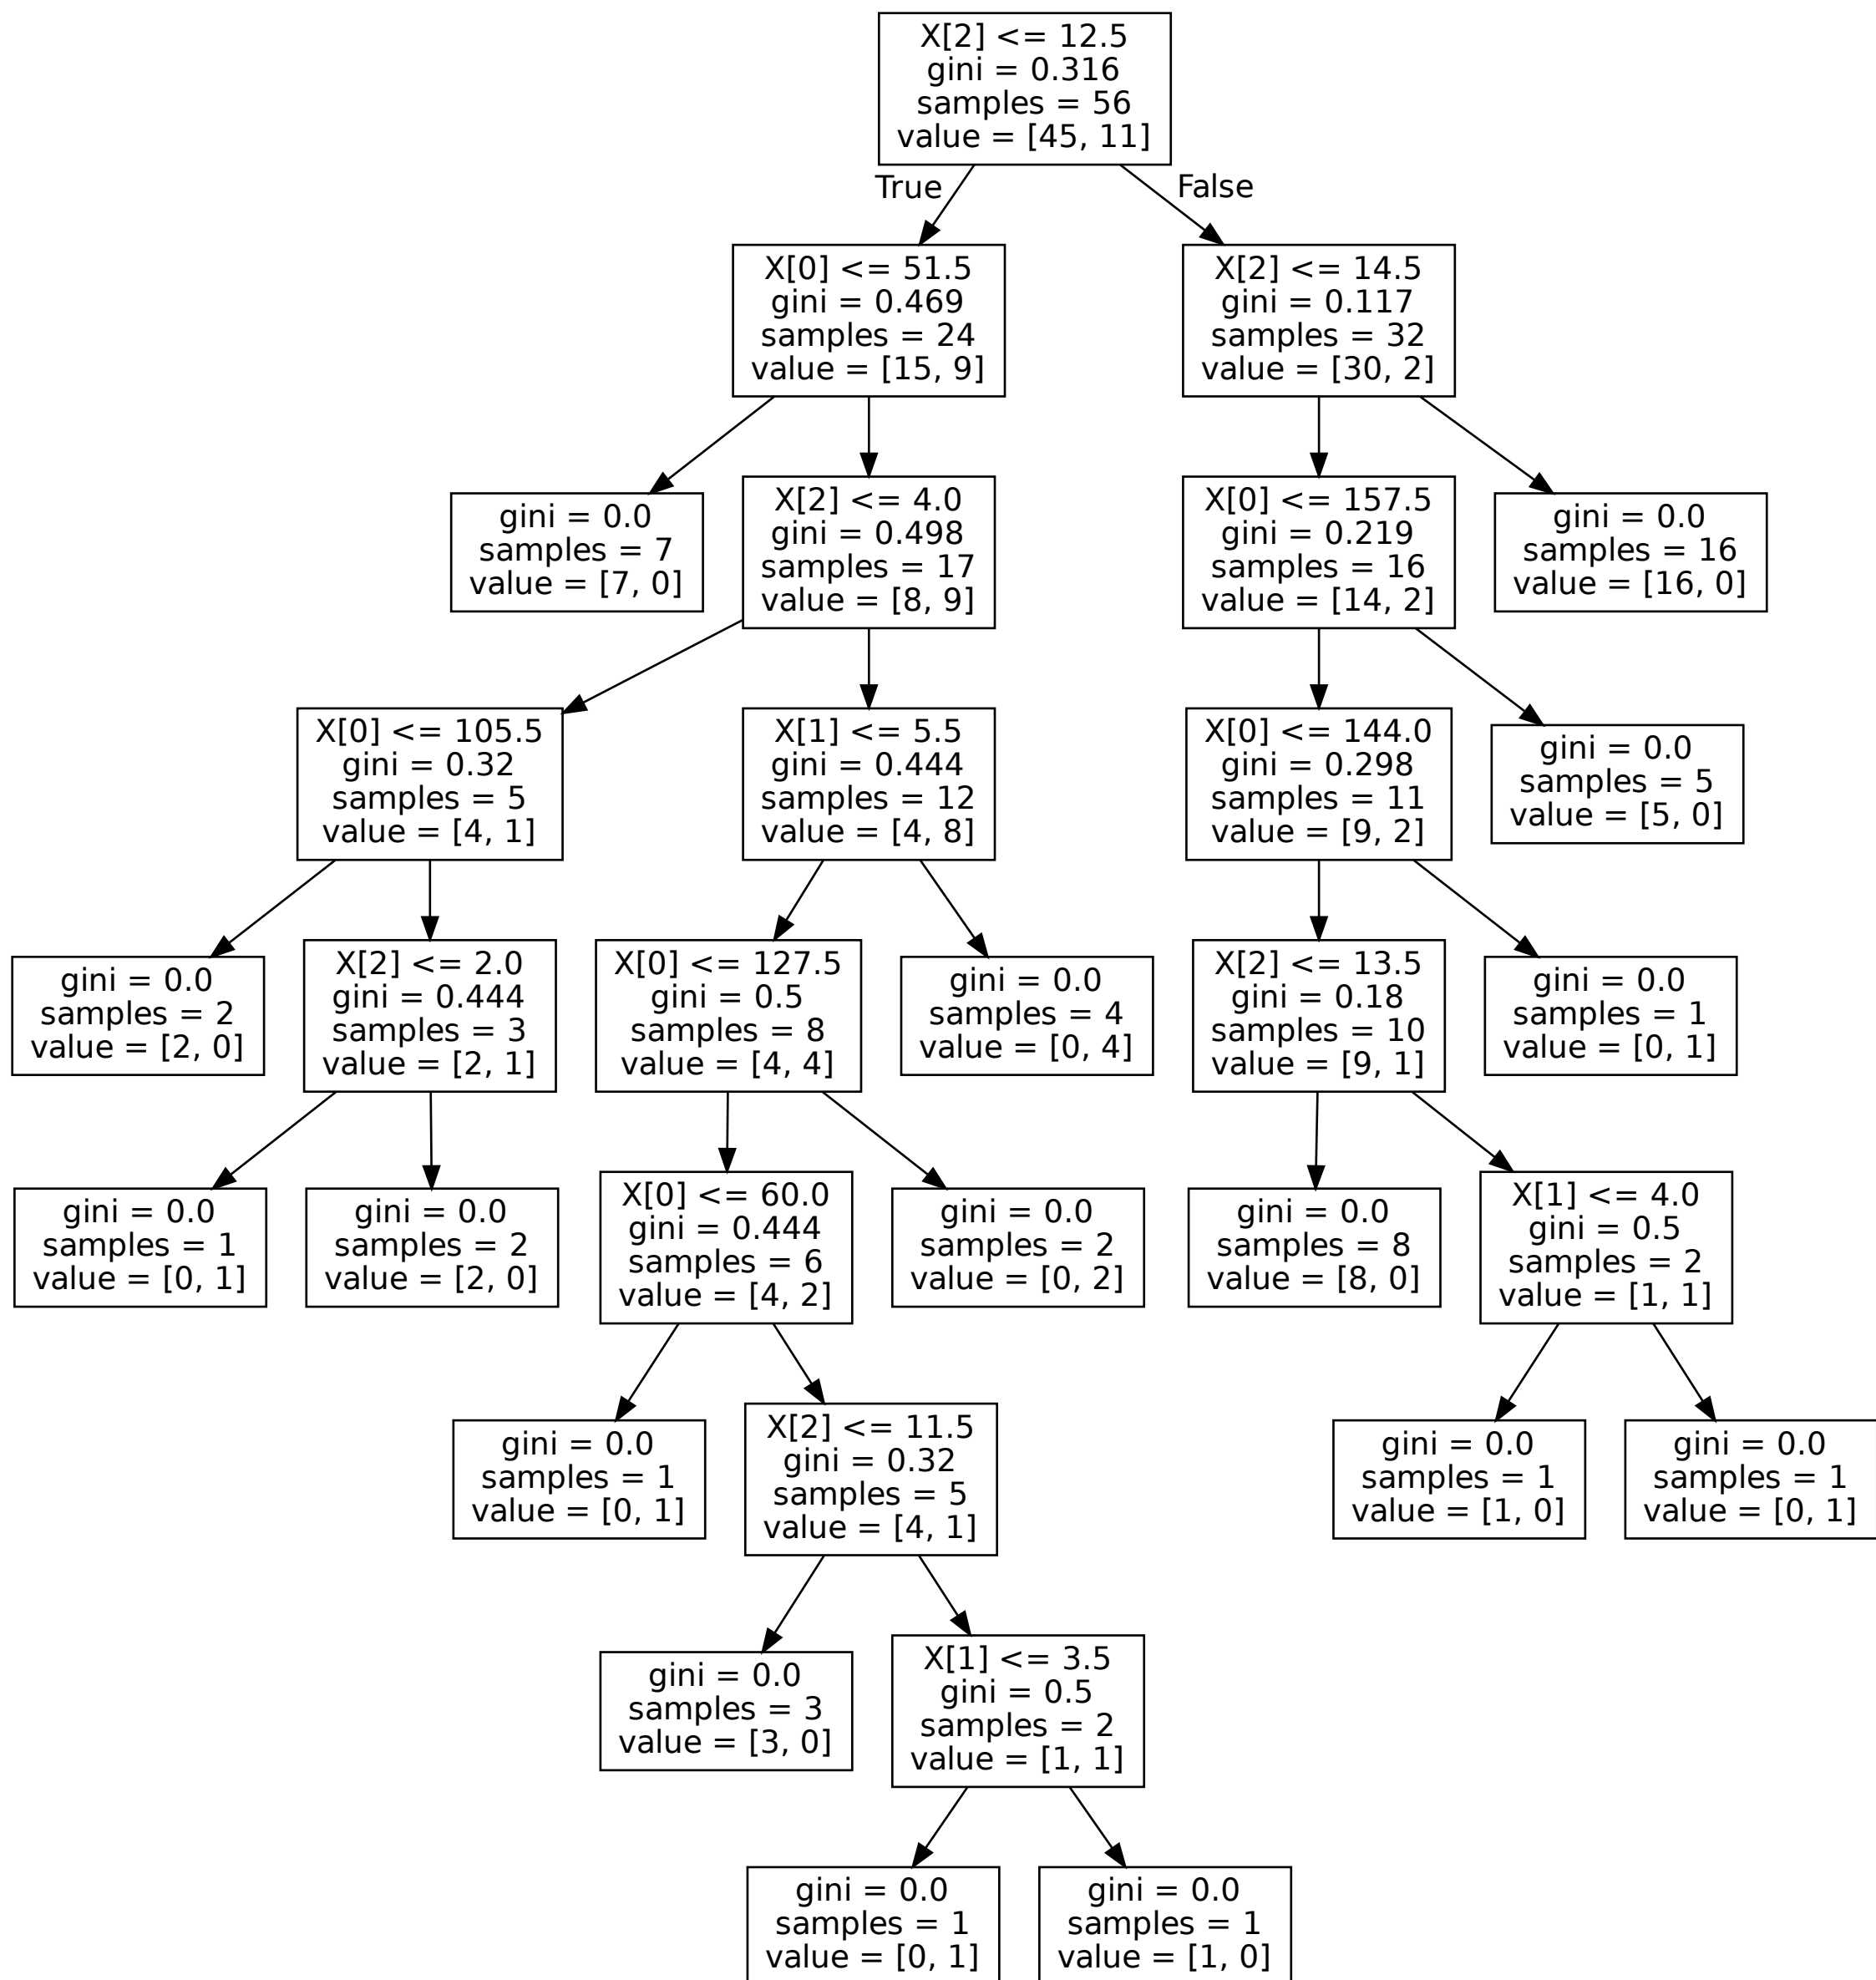 X[2] <= 12.5
gini = 0.316
samples = 56
value = [45, 11]
True
False
X[0] <= 51.5
gini = 0.469
samples = 24
value = [15, 9]
X[2] <= 14.5
gini = 0.117
samples = 32
value = [30, 2]
gini = 0.0
samples = 7
value = [7, 0]
X[2] <= 4.0
gini = 0.498
samples = 17
value = [8, 9]
X[0] <= 157.5
gini = 0.219
samples = 16
value = [14, 2]
gini = 0.0
samples = 16
value = [16, 0]
X[0] <= 105.5
gini = 0.32
samples = 5
value = [4, 1]
X[1] <= 5.5
gini = 0.444
samples = 12
value = [4, 8]
X[0] <= 144.0
gini = 0.298
samples = 11
value = [9, 2]
gini = 0.0
samples = 5
value = [5, 0]
gini = 0.0
samples = 2
value = [2, 0]
X[2] <= 2.0
gini = 0.444
samples = 3
value = [2, 1]
X[0] <= 127.5
gini = 0.5
samples = 8
value = [4, 4]
gini = 0.0
samples = 4
value = [0, 4]
X[2] <= 13.5
gini = 0.18
samples = 10
value = [9, 1]
gini = 0.0
samples = 1
value = [0, 1]
gini = 0.0
samples = 1
value = [0, 1]
gini = 0.0
samples = 2
value = [2, 0]
X[0] <= 60.0
gini = 0.444
samples = 6
value = [4, 2]
gini = 0.0
samples = 2
value = [0, 2]
gini = 0.0
samples = 8
value = [8, 0]
X[1] <= 4.0
gini = 0.5
samples = 2
value = [1, 1]
gini = 0.0
samples = 1
value = [0, 1]
X[2] <= 11.5
gini = 0.32
samples = 5
value = [4, 1]
gini = 0.0
samples = 1
value = [1, 0]
gini = 0.0
samples = 1
value = [0, 1]
gini = 0.0
samples = 3
value = [3, 0]
X[1] <= 3.5
gini = 0.5
samples = 2
value = [1, 1]
gini = 0.0
samples = 1
value = [0, 1]
gini = 0.0
samples = 1
value = [1, 0]